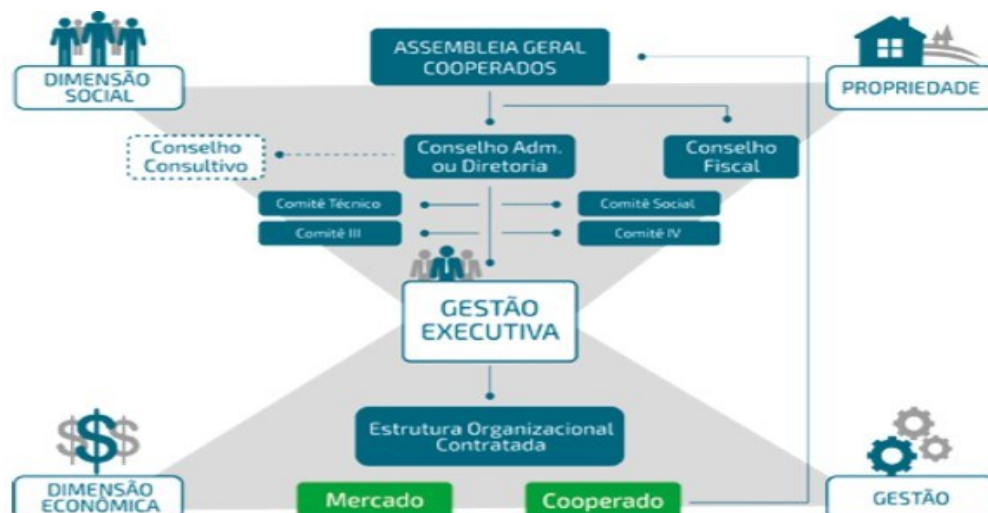 ASSEMBLEIA GERAL
COOPERADOS
DIMENSÃO
SOCIAL
PROPRIEDADE
Conselho
Consultivo
Conselho Adm.
ou Diretoria
Conselho
Fiscal
Comitê Técnico
Comitê Social
Comitê III
Comitê IV
GESTÃO
EXECUTIVA
Estrutura Organizacional
Contratada
DIMENSÃO
ECONÔMICA
Mercado
Cooperado
GESTÃO